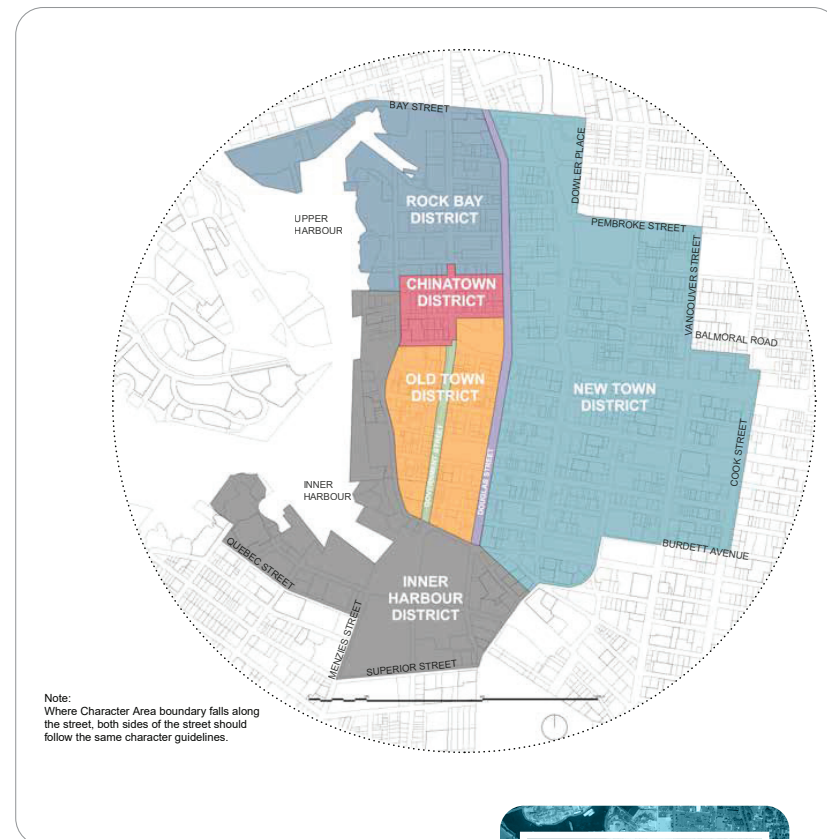 BAY STREET
DOWLER PLACE
ROCK BAY
DISTRICT
UPPER
HARBOUR
PEMBROKE STREET
VANCOUVER STREET
CHINATOWN
DISTRICT
BALMORAL ROAD
OLD TOWN
DISTRICT
NEW TOWN
DISTRICT
GOVERNMENT STREET
DOUGLAS STREET
COOK STREET
INNER
HARBOUR
BURDETT AVENUE
QUEBEC STREET
INNER
HARBOUR
DISTRICT
MENZIES STREET
SUPERIOR STREET
Note:
Where Character Area boundary falls along
the street, both sides of the street should
follow the same character guidelines.